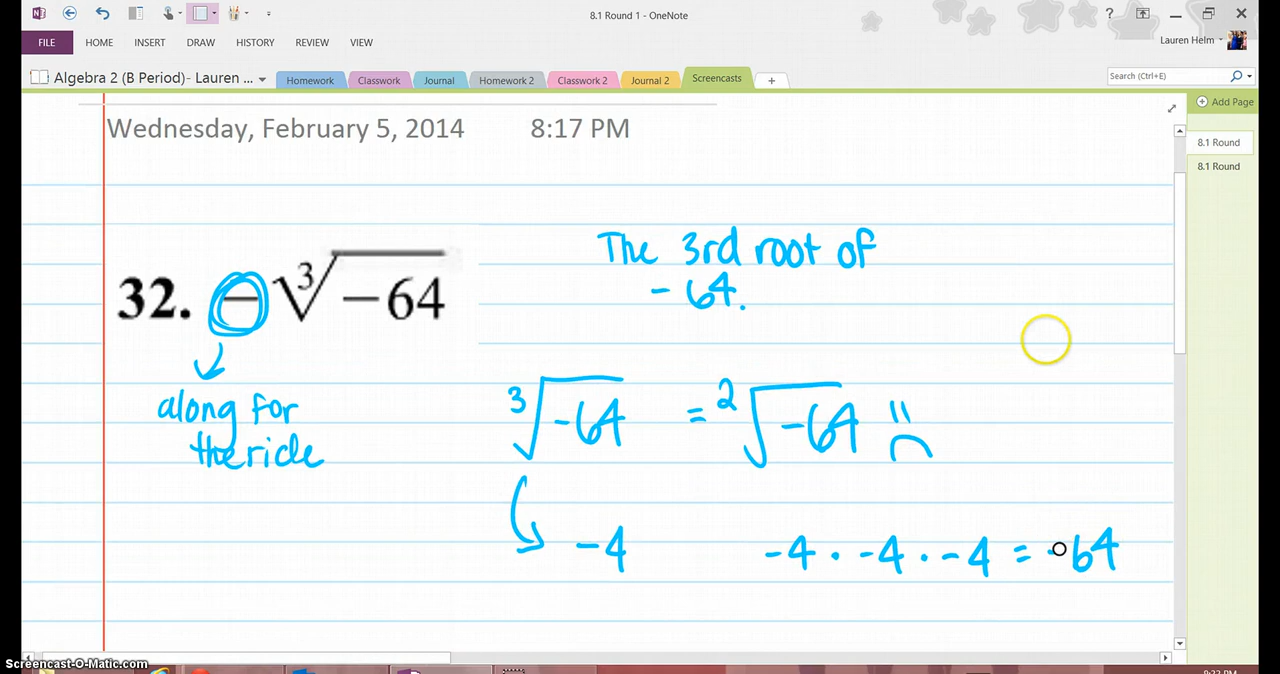 8.1 Round 1 - OneNote
Lauren Helm
FILE HOME INSERT DRAW HISTORY REVIEW VIEW
Algebra 2 (B Period)- Lauren ... Homework Classwork Journal Homework 2 Classwork 2 Journal 2 Screencasts
Search (Ctrl+E)
Add Page
8.1 Round
8.1 Round
Wednesday, February 5, 2014 8:17 PM
The 3rd root of
-64.
32. -∛-64
along for
the ride
3√-64 = 2√-64
-4 -4 · -4 · -4 = -64
Screencast-O-Matic.com